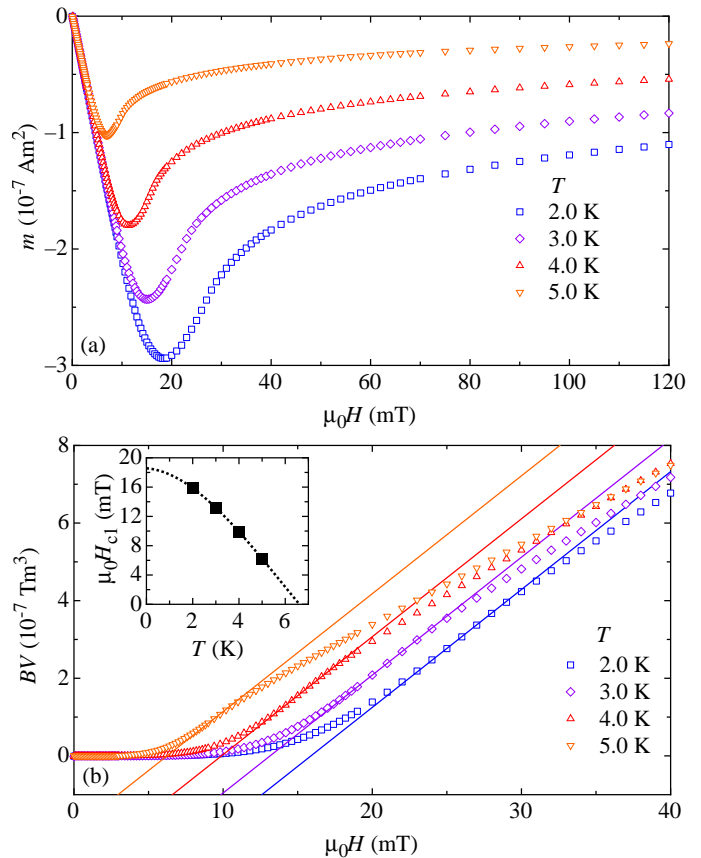 0
−1
−2
−3
m (10⁻⁷ Am²)
T
2.0 K
3.0 K
4.0 K
5.0 K
(a)
0 20 40 60 80 100 120
μ₀H (mT)
8
6
4
2
0
BV (10⁻⁷ Tm³)
20
16
12
8
4
0
μ₀H_c1 (mT)
0 2 4 6
T (K)
T
2.0 K
3.0 K
4.0 K
5.0 K
(b)
0 10 20 30 40
μ₀H (mT)